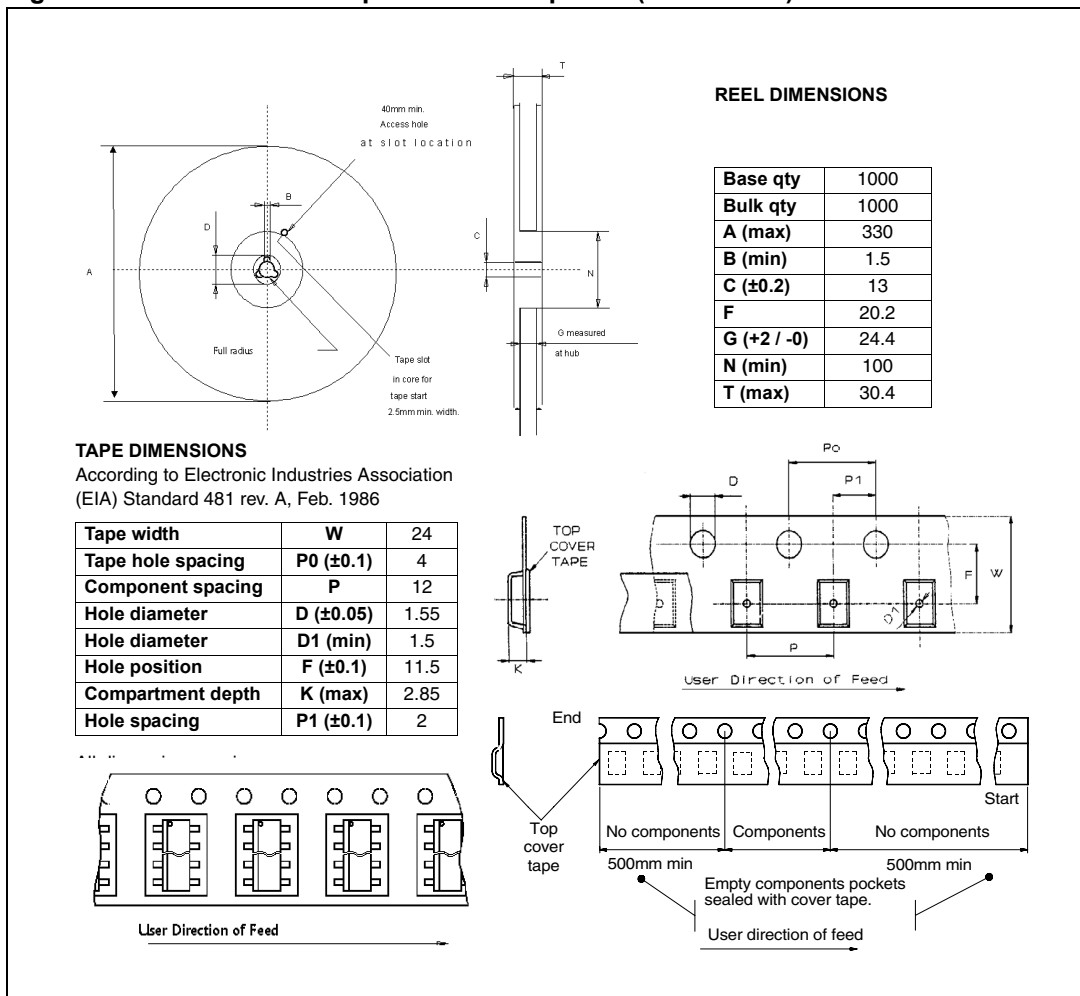 T
REEL DIMENSIONS
40mm min.
Access hole
at slot location
B
D
A
C
N
Full radius
Tape slot
in core for
tape start
2.5mm min. width.
G measured
at hub
Base qty 1000
Bulk qty 1000
A (max) 330
B (min) 1.5
C (±0.2) 13
F 20.2
G (+2 / -0) 24.4
N (min) 100
T (max) 30.4
TAPE DIMENSIONS
According to Electronic Industries Association
(EIA) Standard 481 rev. A, Feb. 1986
Tape width W 24
Tape hole spacing P0 (±0.1) 4
Component spacing P 12
Hole diameter D (±0.05) 1.55
Hole diameter D1 (min) 1.5
Hole position F (±0.1) 11.5
Compartment depth K (max) 2.85
Hole spacing P1 (±0.1) 2
Po
D
P1
TOP
COVER
TAPE
F
W
D1
K
P
User Direction of Feed
End
Start
Top
cover
tape
No components
Components
No components
500mm min
500mm min
Empty components pockets
sealed with cover tape.
User direction of feed
User Direction of Feed